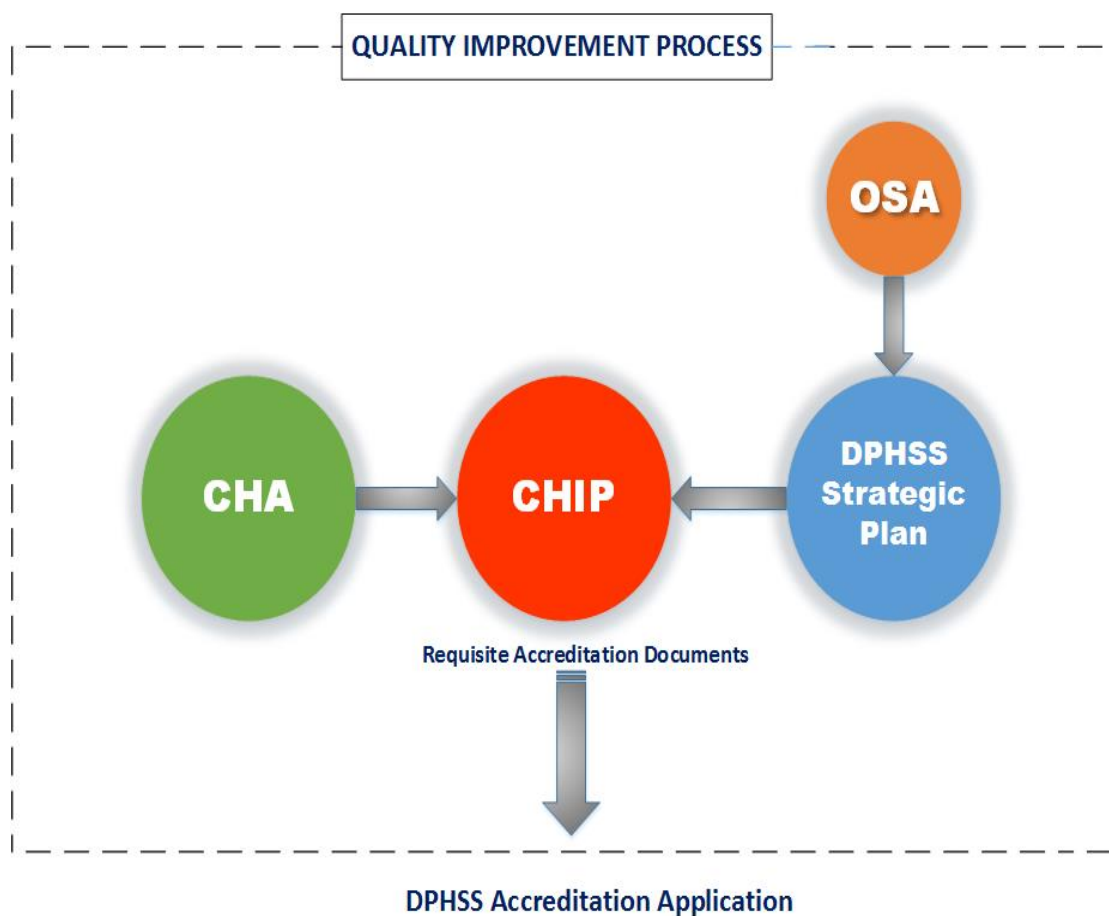 QUALITY IMPROVEMENT PROCESS
OSA
CHA
CHIP
DPHSS
Strategic
Plan
Requisite Accreditation Documents
DPHSS Accreditation Application